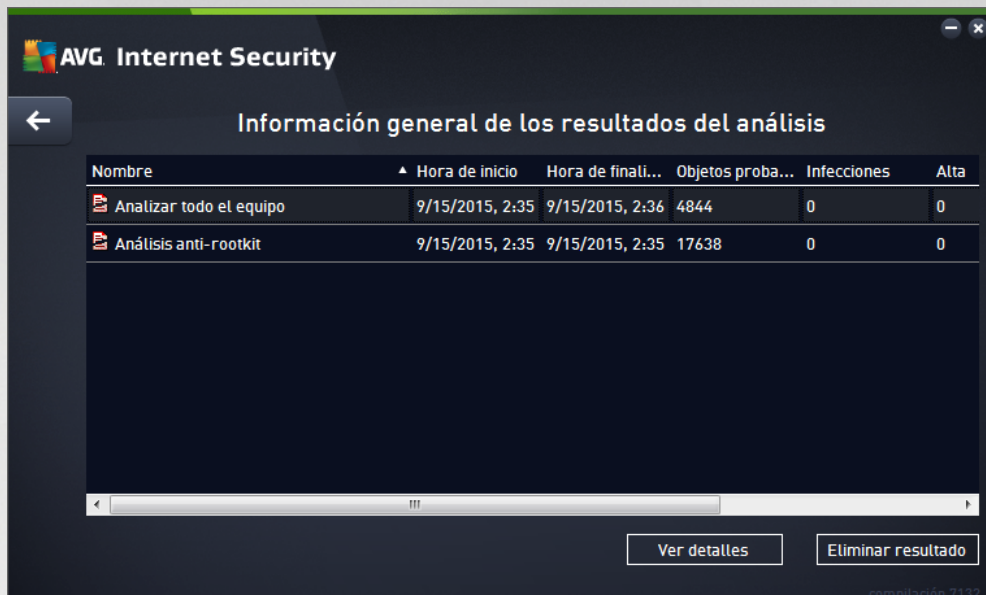 AVG. Internet Security
Información general de los resultados del análisis
Nombre Hora de inicio Hora de finali... Objetos proba... Infecciones Alta
Analizar todo el equipo 9/15/2015, 2:35 9/15/2015, 2:36 4844 0 0
Análisis anti-rootkit 9/15/2015, 2:35 9/15/2015, 2:35 17638 0 0
Ver detalles Eliminar resultado
compilación 7132